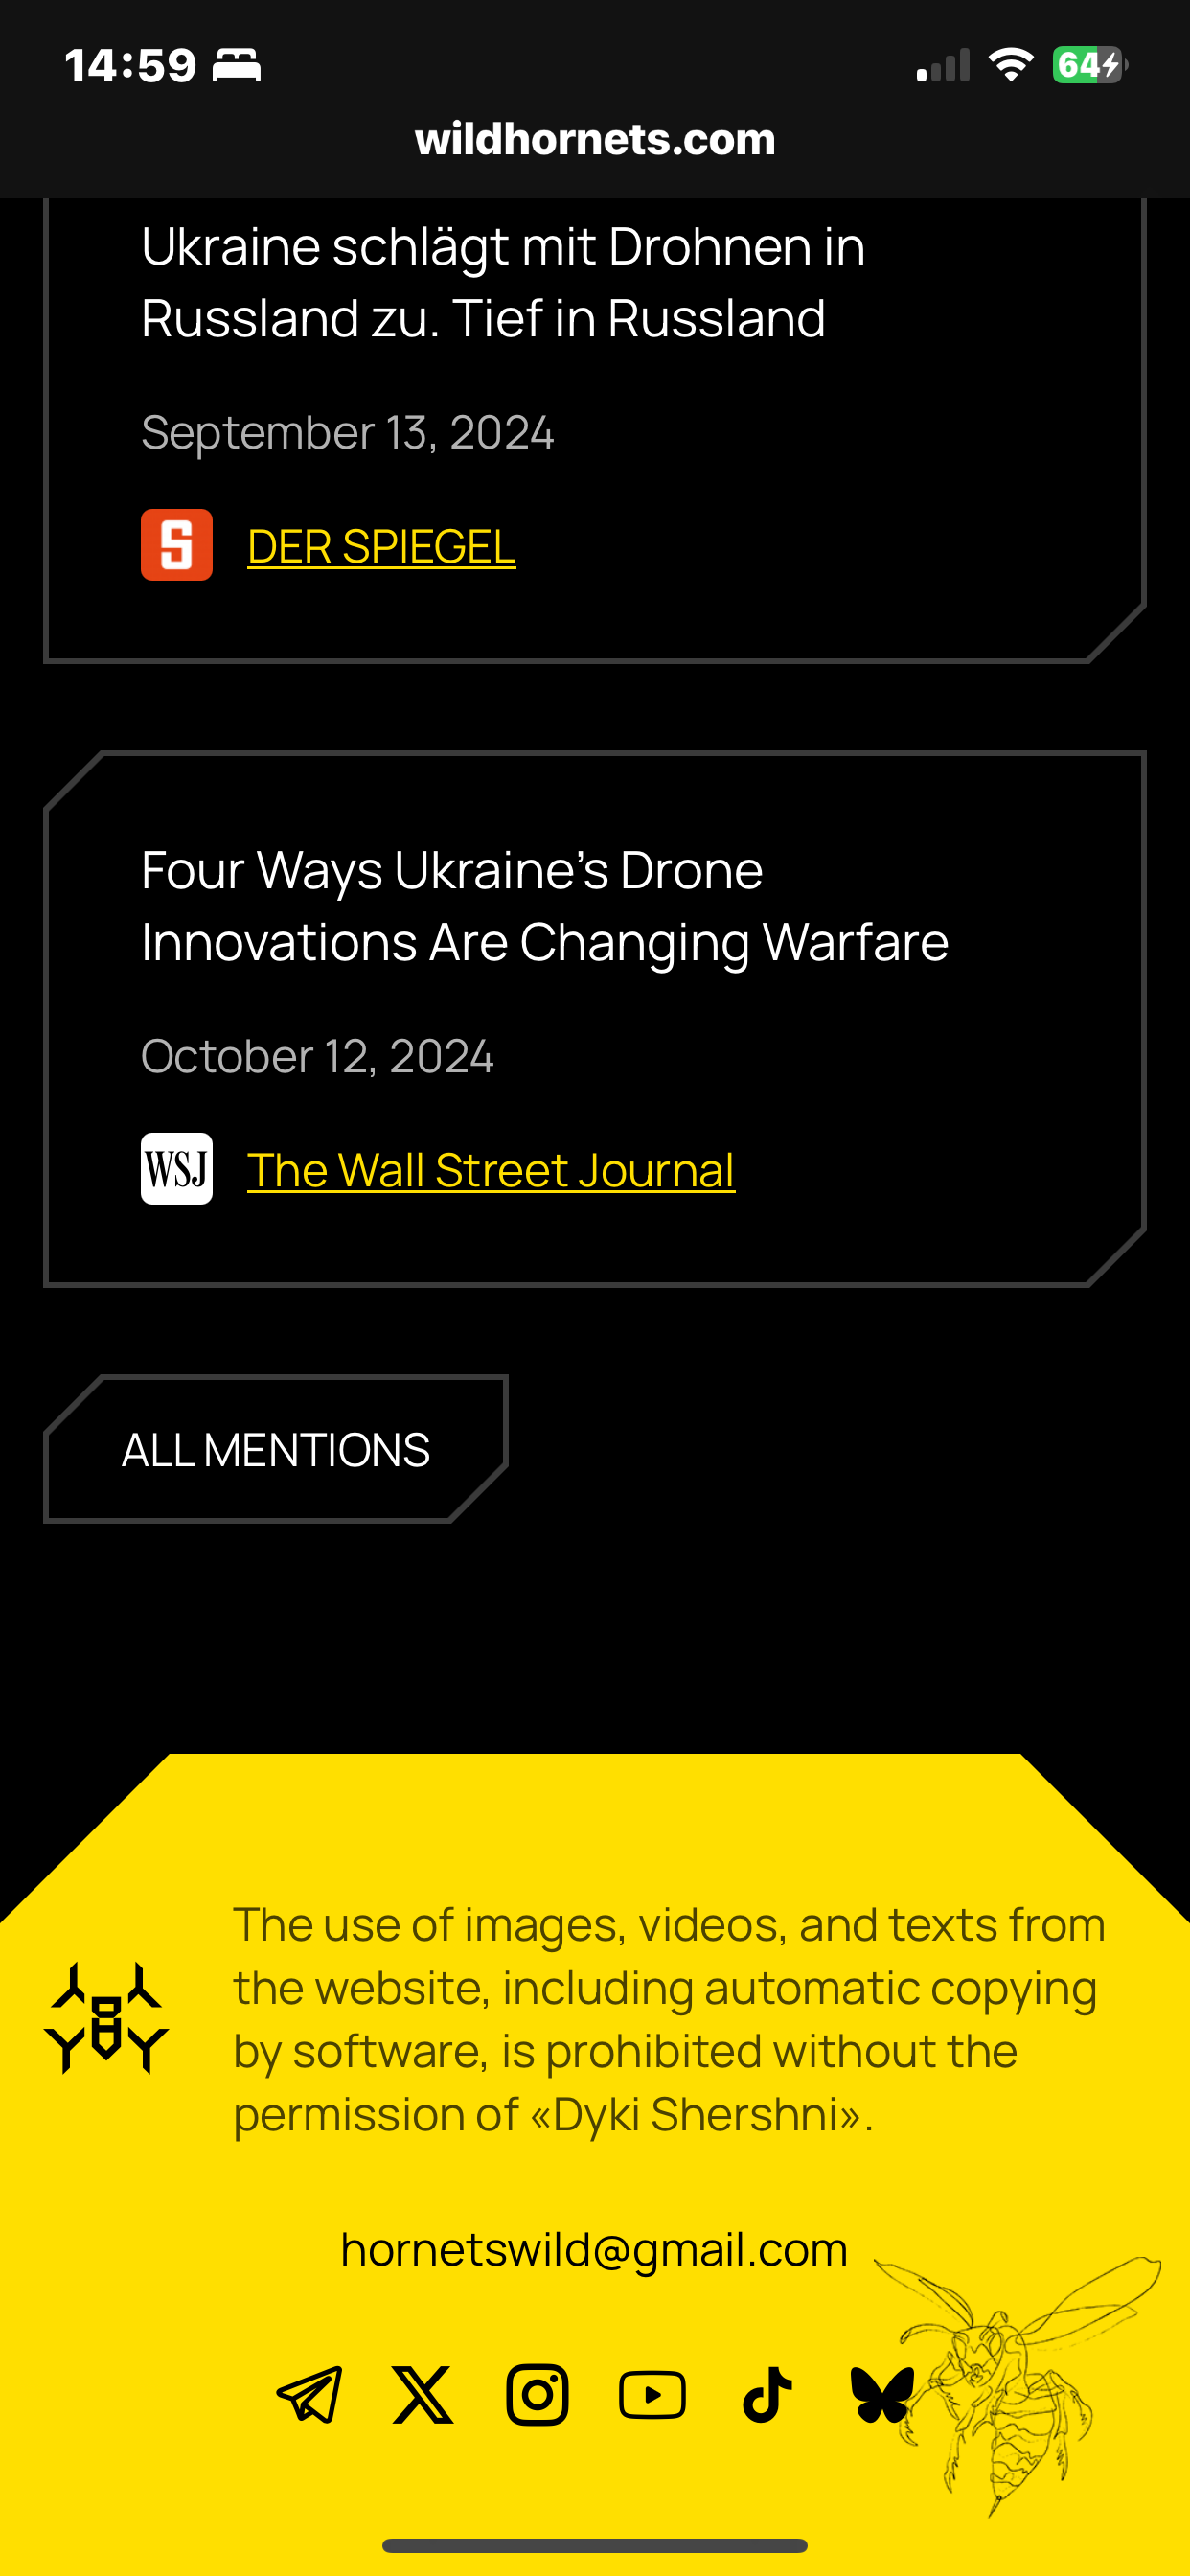 14:59
64
wildhornets.com
Ukraine schlägt mit Drohnen in
Russland zu. Tief in Russland
September 13, 2024
S DER SPIEGEL
Four Ways Ukraine’s Drone
Innovations Are Changing Warfare
October 12, 2024
WSJ The Wall Street Journal
ALL MENTIONS
The use of images, videos, and texts from
the website, including automatic copying
by software, is prohibited without the
permission of «Dyki Shershni».
hornetswild@gmail.com